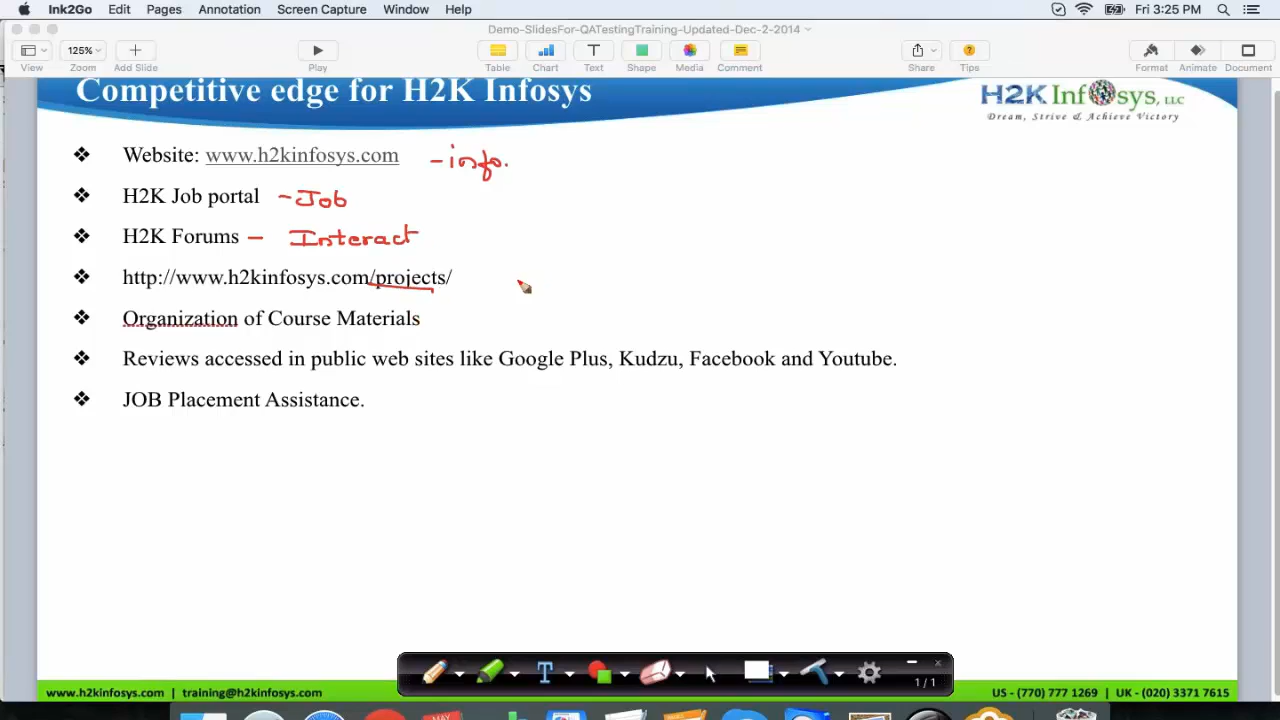 Ink2Go Edit Pages Annotation Screen Capture Window Help Fri 3:25 PM
Demo-SlidesFor-QATestingTraining-Updated-Dec-2-2014
125%
View Zoom Add Slide Play Table Chart Text Shape Media Comment Share Tips Format Animate Document
Competitive edge for H2K Infosys
H2K Infosys, LLC
Dream, Strive & Achieve Victory
❖ Website: www.h2kinfosys.com - info.
❖ H2K Job portal - Job
❖ H2K Forums - Interact
❖ http://www.h2kinfosys.com/projects/
❖ Organization of Course Materials
❖ Reviews accessed in public web sites like Google Plus, Kudzu, Facebook and Youtube.
❖ JOB Placement Assistance.
1 / 1
www.h2kinfosys.com | training@h2kinfosys.com US - (770) 777 1269 | UK - (020) 3371 7615
MAY